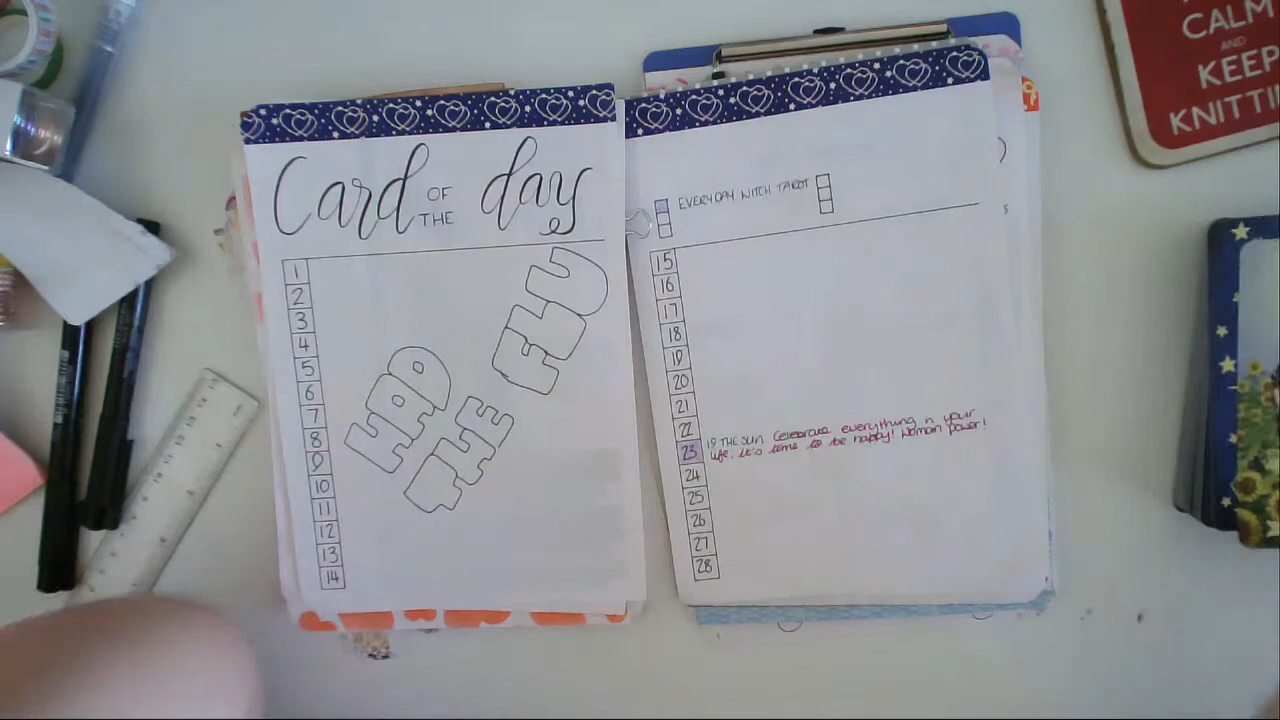 Card OF THE day
1
2
3
4
5
6
7
8
9
10
11
12
13
14
HAD
THE
FLU
EVERYDAY WITCH TAROT
15
16
17
18
19
20
21
22
23 19 THE SUN Celebrate everything in your
life, it's time to be happy! Woman power!
24
25
26
27
28
CALM
AND
KEEP